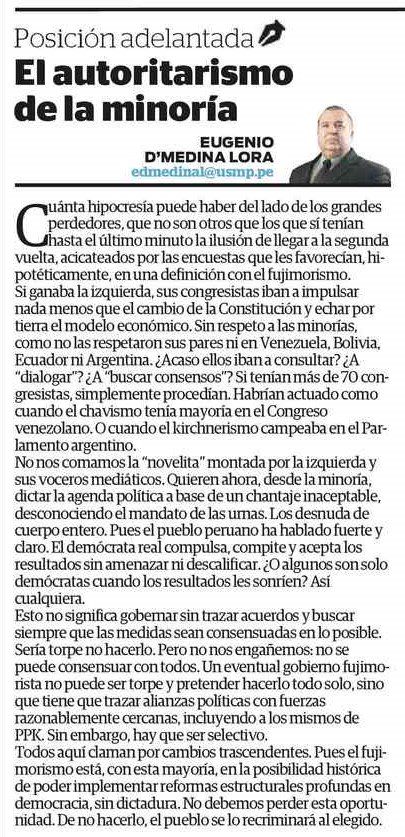 Posición adelantada
El autoritarismo
de la minoría
EUGENIO
D'MEDINA LORA
edmedinal@usmp.pe
Cuánta hipocresía puede haber del lado de los grandes
perdedores, que no son otros que los que sí tenían
hasta el último minuto la ilusión de llegar a la segunda
vuelta, acicateados por las encuestas que les favorecían, hi-
potéticamente, en una definición con el fujimorismo.
Si ganaba la izquierda, sus congresistas iban a impulsar
nada menos que el cambio de la Constitución y echar por
tierra el modelo económico. Sin respeto a las minorías,
como no las respetaron sus pares ni en Venezuela, Bolivia,
Ecuador ni Argentina. ¿Acaso ellos iban a consultar? ¿A
“dialogar”? ¿A “buscar consensos”? Si tenían más de 70 con-
gresistas, simplemente procedían. Habrían actuado como
cuando el chavismo tenía mayoría en el Congreso
venezolano. O cuando el kirchnerismo campeaba en el Par-
lamento argentino.
No nos comamos la “novelita” montada por la izquierda y
sus voceros mediáticos. Quieren ahora, desde la minoría,
dictar la agenda política a base de un chantaje inaceptable,
desconociendo el mandato de las urnas. Los desnuda de
cuerpo entero. Pues el pueblo peruano ha hablado fuerte y
claro. El demócrata real compulsa, compite y acepta los
resultados sin amenazar ni descalificar. ¿O algunos son solo
demócratas cuando los resultados les sonríen? Así
cualquiera.
Esto no significa gobernar sin trazar acuerdos y buscar
siempre que las medidas sean consensuadas en lo posible.
Sería torpe no hacerlo. Pero no nos engañemos: no se
puede consensuar con todos. Un eventual gobierno fujimo-
rista no puede ser torpe y pretender hacerlo todo solo, sino
que tiene que trazar alianzas políticas con fuerzas
razonablemente cercanas, incluyendo a los mismos de
PPK. Sin embargo, hay que ser selectivo.
Todos aquí claman por cambios trascendentes. Pues el fuji-
morismo está, con esta mayoría, en la posibilidad histórica
de poder implementar reformas estructurales profundas en
democracia, sin dictadura. No debemos perder esta oportu-
nidad. De no hacerlo, el pueblo se lo recriminará al elegido.